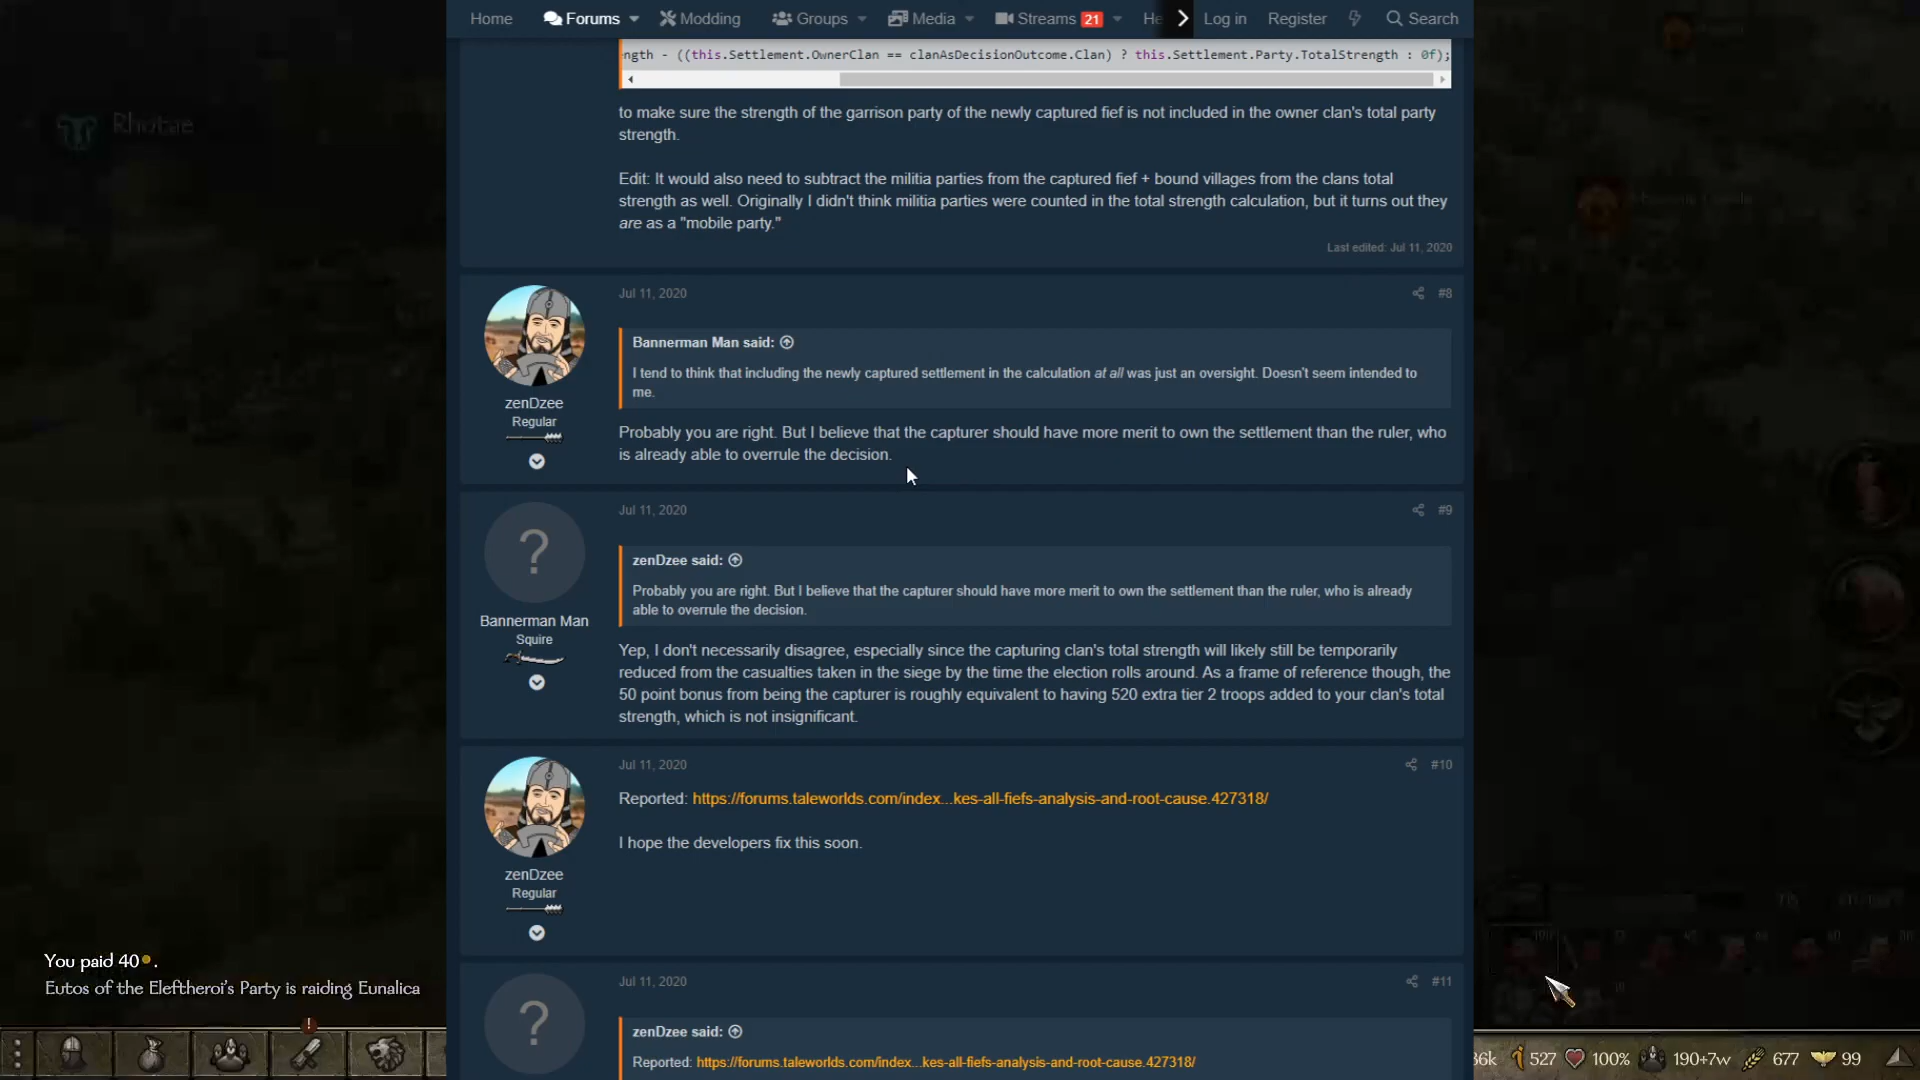 Home Forums Modding Groups Media Streams 21 He Log in Register Search
ngth - ((this.Settlement.OwnerClan == clanAsDecisionOutcome.Clan) ? this.Settlement.Party.TotalStrength : 0f);
Rhotae
to make sure the strength of the garrison party of the newly captured fief is not included in the owner clan's total party
strength.
Edit: It would also need to subtract the militia parties from the captured fief + bound villages from the clans total
strength as well. Originally I didn't think militia parties were counted in the total strength calculation, but it turns out they
are as a "mobile party."
Last edited: Jul 11, 2020
Jul 11, 2020 #8
Bannerman Man said:
I tend to think that including the newly captured settlement in the calculation at all was just an oversight. Doesn't seem intended to
me.
zenDzee
Regular
Probably you are right. But I believe that the capturer should have more merit to own the settlement than the ruler, who
is already able to overrule the decision.
Jul 11, 2020 #9
zenDzee said:
Probably you are right. But I believe that the capturer should have more merit to own the settlement than the ruler, who is already
able to overrule the decision.
Bannerman Man
Squire
Yep, I don't necessarily disagree, especially since the capturing clan's total strength will likely still be temporarily
reduced from the casualties taken in the siege by the time the election rolls around. As a frame of reference though, the
50 point bonus from being the capturer is roughly equivalent to having 520 extra tier 2 troops added to your clan's total
strength, which is not insignificant.
Jul 11, 2020 #10
Reported: https://forums.taleworlds.com/index...kes-all-fiefs-analysis-and-root-cause.427318/
I hope the developers fix this soon.
zenDzee
Regular
Jul 11, 2020 #11
zenDzee said:
Reported: https://forums.taleworlds.com/index...kes-all-fiefs-analysis-and-root-cause.427318/
You paid 40.
Eutos of the Eleftheroi's Party is raiding Eunalica
36k 527 100% 190+7w 677 99